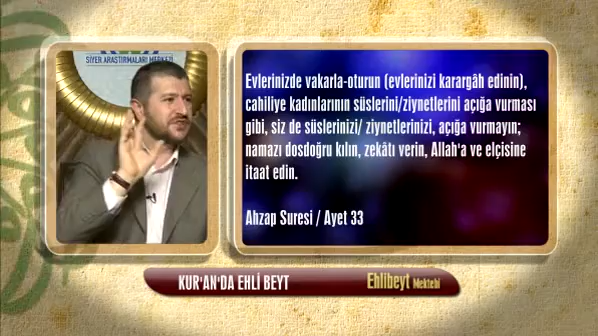 SİYER ARAŞTIRMALARI MERKEZİ
Evlerinizde vakarla-oturun (evlerinizi karargâh edinin),
cahiliye kadınlarının süslerini/ziynetlerini açığa vurması
gibi, siz de süslerinizi/ ziynetlerinizi, açığa vurmayın;
namazı dosdoğru kılın, zekâtı verin, Allah'a ve elçisine
itaat edin.
Ahzap Suresi / Ayet 33
KUR'AN'DA EHLİ BEYT
Ehlibeyt Mektebi